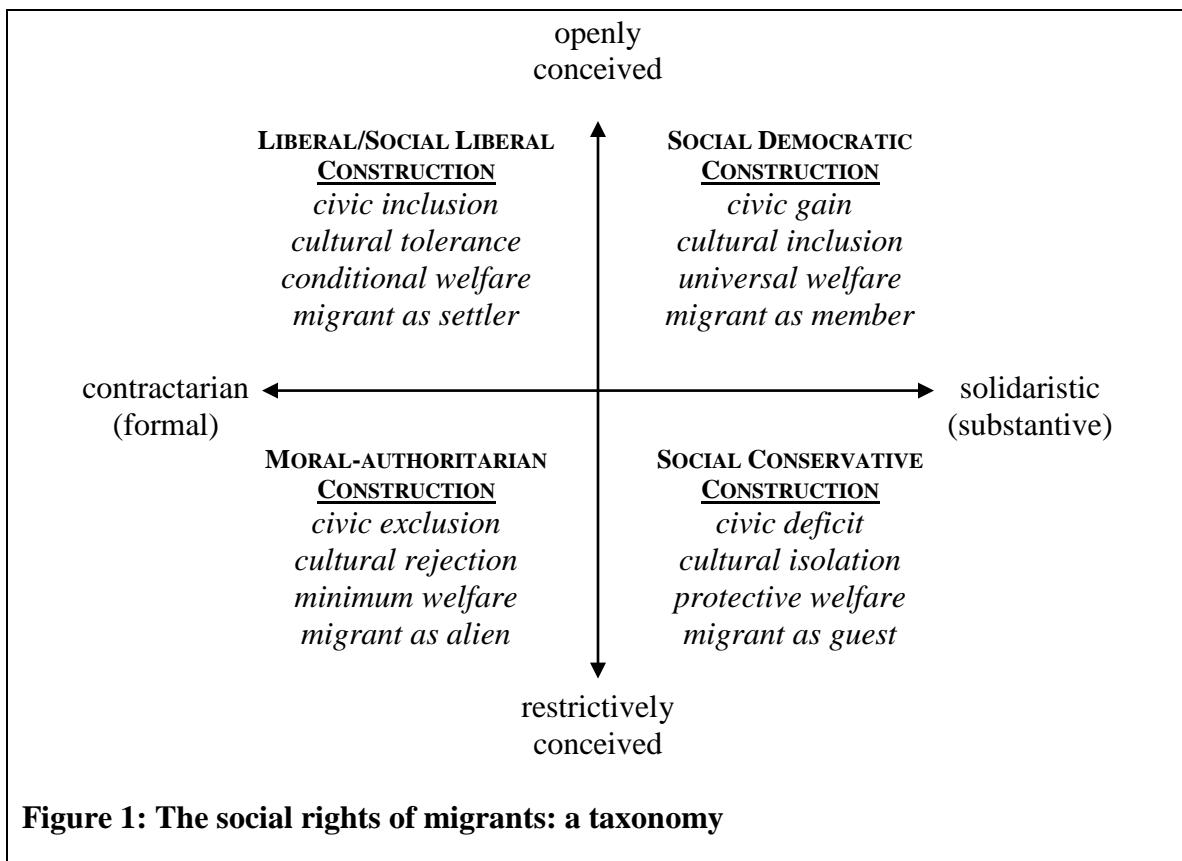 openly
conceived
LIBERAL/SOCIAL LIBERAL
CONSTRUCTION
civic inclusion
cultural tolerance
conditional welfare
migrant as settler
SOCIAL DEMOCRATIC
CONSTRUCTION
civic gain
cultural inclusion
universal welfare
migrant as member
contractarian
(formal)
solidaristic
(substantive)
MORAL-AUTHORITARIAN
CONSTRUCTION
civic exclusion
cultural rejection
minimum welfare
migrant as alien
SOCIAL CONSERVATIVE
CONSTRUCTION
civic deficit
cultural isolation
protective welfare
migrant as guest
restrictively
conceived
Figure 1: The social rights of migrants: a taxonomy